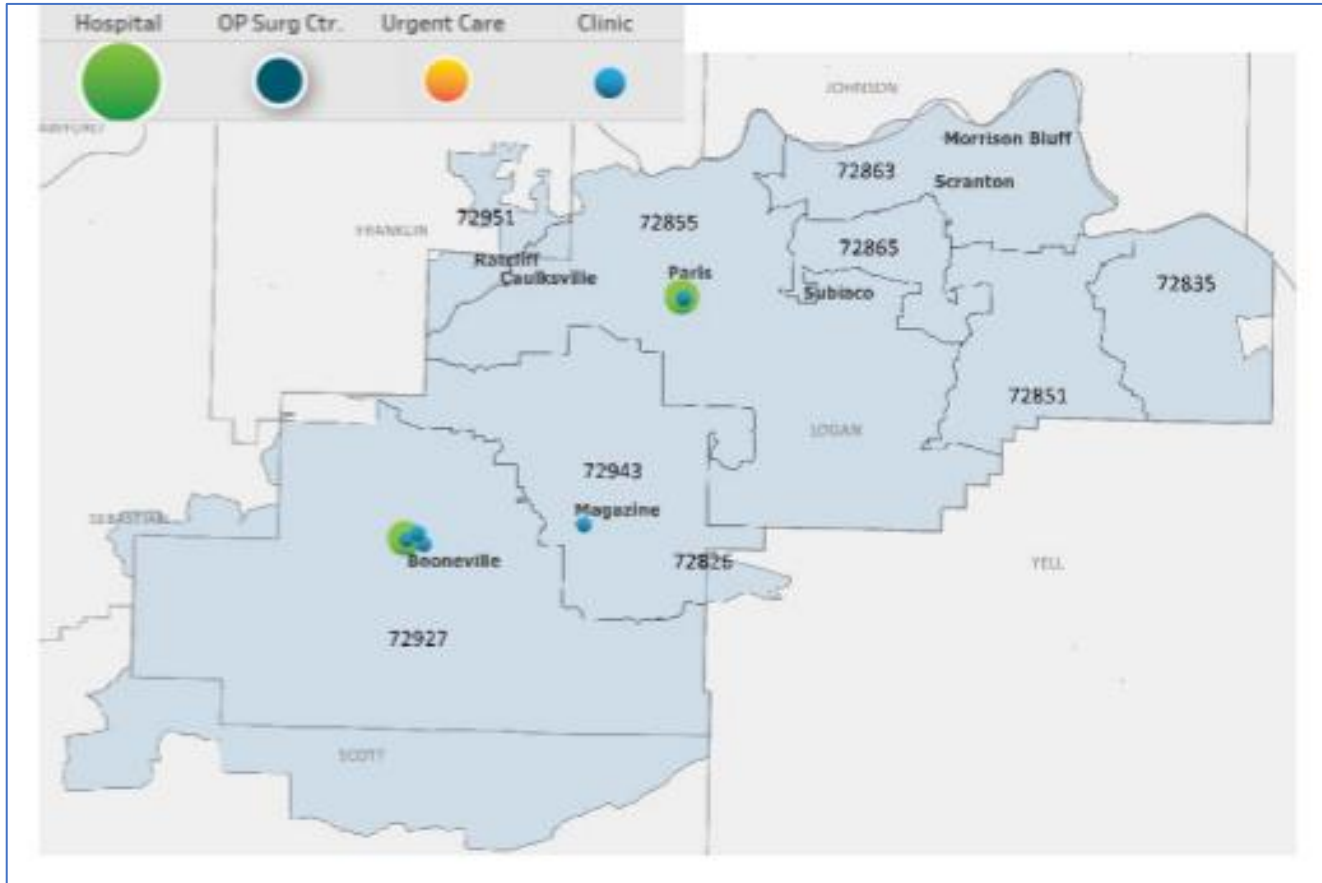 Hospital OP Surg Ctr. Urgent Care Clinic
JOHNSON
Morrison Bluff
72863
Scranton
72951
72855
FRANKLIN
72865
Ratcliff
Caulksville
Paris
Subiaco
72835
72851
LOGAN
72943
Magazine
SEBASTIAN
Booneville
72826
YELL
72927
SCOTT